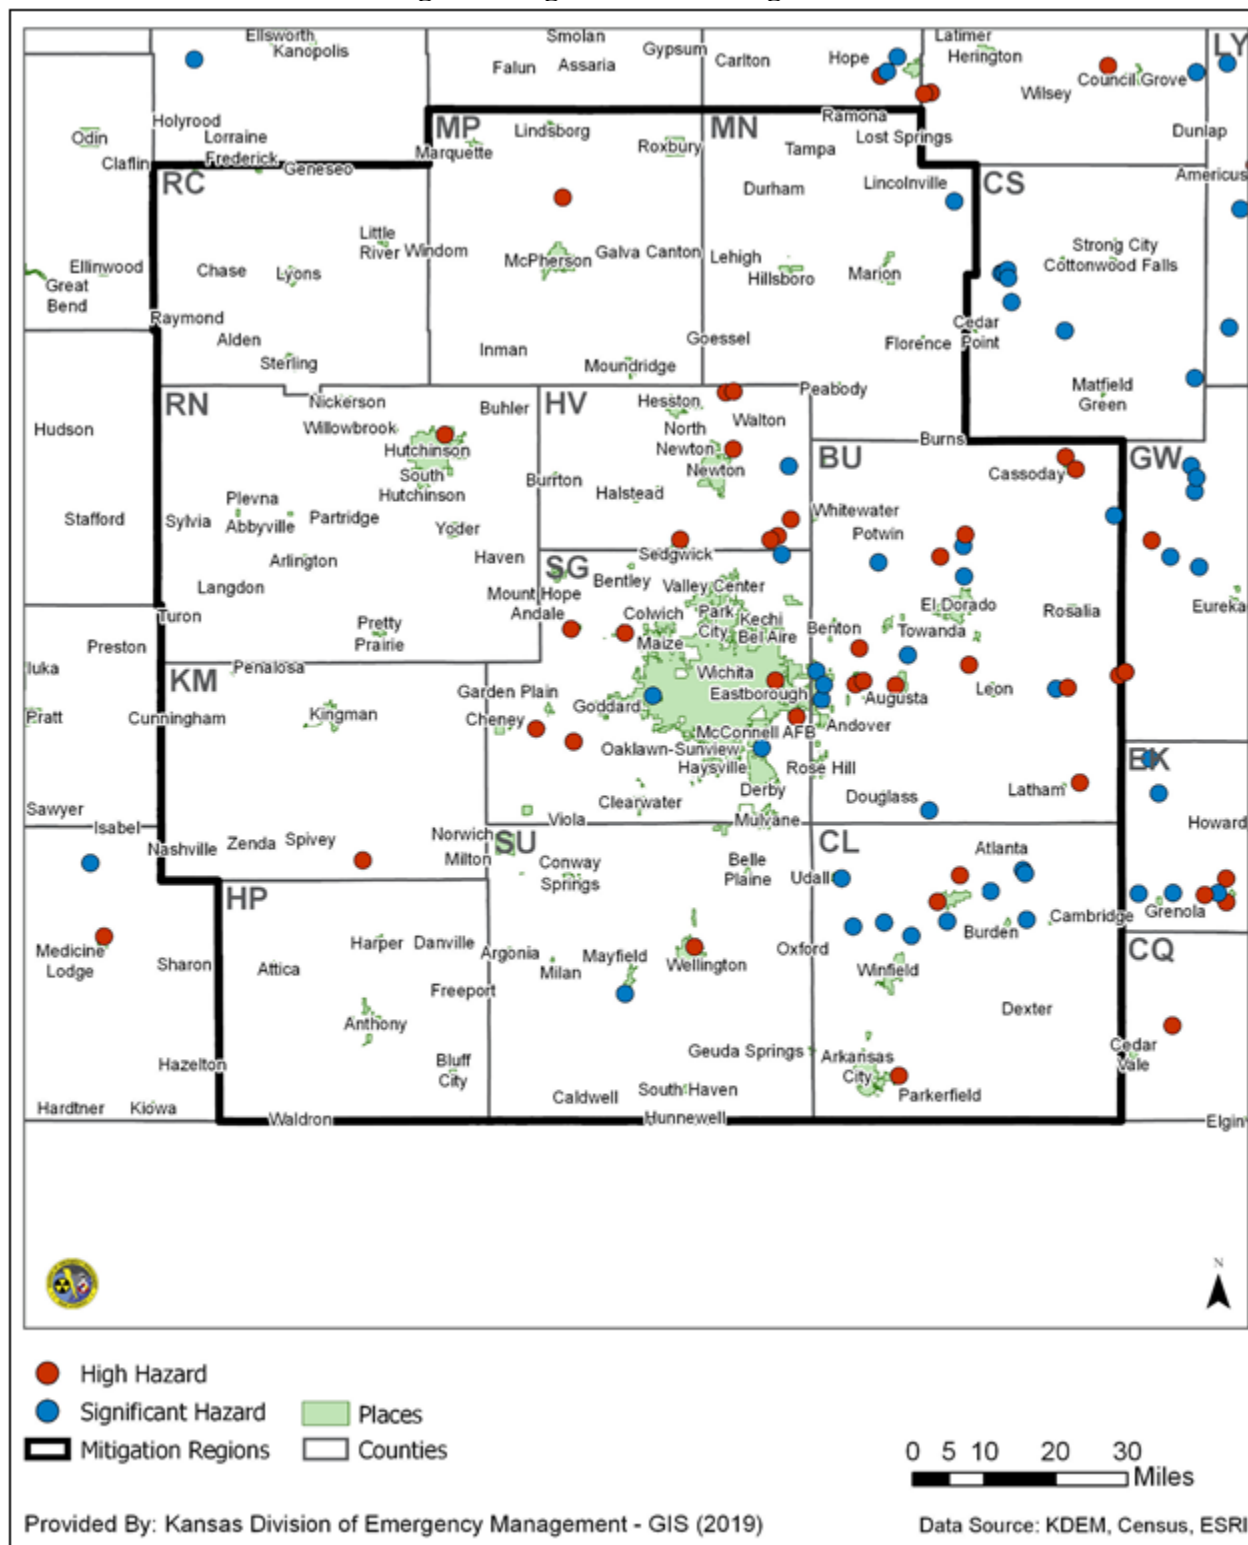 Ellsworth
Kanopolis
Smolan
Gypsum
Falun
Assaria
Carlton
Hope
Latimer
Herington
LY
Council Grove
Wilsey
Holyrood
Odin
Lorraine
Claflin
Frederick
Geneseo
MP
Marquette
Lindsborg
Roxbury
MN
Ramona
Tampa
Lost Springs
Dunlap
Americus
RC
Durham
Lincolnville
CS
Little
River
Windom
Galva
Canton
Lehigh
Strong City
Cottonwood Falls
Ellinwood
Great
Bend
Chase
Lyons
McPherson
Hillsboro
Marion
Raymond
Alden
Sterling
Inman
Moundridge
Goessel
Florence
Cedar
Point
Matfield
Green
RN
Nickerson
Buhler
HV
Hesston
North
Newton
Walton
Peabody
Hudson
Willowbrook
Hutchinson
South
Hutchinson
Newton
Burns
BU
GW
Cassoday
Burrton
Halstead
Plevna
Abbyville
Partridge
Yoder
Stafford
Sylvia
Whitewater
Potwin
Arlington
Haven
SG
Sedgwick
Langdon
Mount Hope
Bentley
Valley Center
Andale
Colwich
Park
City
Kechi
Bel Aire
Maize
El Dorado
Rosalia
Eureka
Turon
Preston
Pretty
Prairie
Benton
Towanda
Iuka
KM
Penalosa
Garden Plain
Wichita
Eastborough
Augusta
Leon
Pratt
Cunningham
Kingman
Cheney
Goddard
McConnell AFB
Andover
Oaklawn-Sunview
Haysville
Rose Hill
EK
Sawyer
Clearwater
Derby
Douglass
Latham
Isabel
Viola
Mulvane
Howard
Nashville
Zenda
Spivey
Norwich
Milton
SU
Conway
Springs
Belle
Plaine
CL
Udall
Atlanta
HP
Cambridge
Grenola
Burden
Medicine
Lodge
Sharon
Attica
Harper
Danville
Argonia
Milan
Mayfield
Wellington
Oxford
Winfield
CQ
Freeport
Anthony
Dexter
Hazelton
Bluff
City
Geuda Springs
Arkansas
City
Cedar
Vale
Hardtner
Kiowa
Waldron
Caldwell
South Haven
Hunnewell
Parkerfield
Elgin
N
High Hazard
Significant Hazard
Places
Mitigation Regions
Counties
0 5 10 20 30
Miles
Provided By: Kansas Division of Emergency Management - GIS (2019)
Data Source: KDEM, Census, ESRI